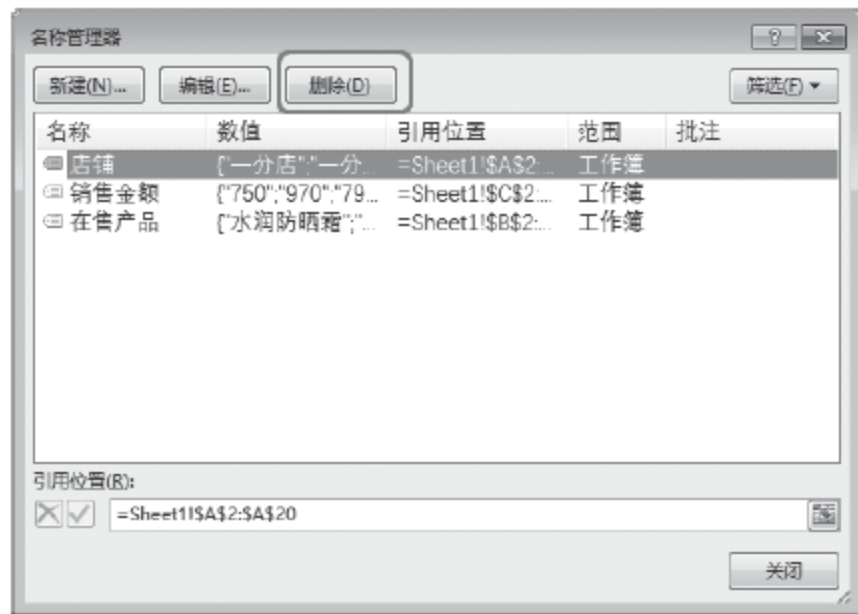 名称管理器
新建(N)... 编辑(E)... 删除(D) 筛选(F)
名称 数值 引用位置 范围 批注
店铺 {"一分店";"一分... =Sheet1!$A$2:... 工作簿
销售金额 {"750";"970";"79... =Sheet1!$C$2:... 工作簿
在售产品 {"水润防晒霜";"... =Sheet1!$B$2:... 工作簿
引用位置(R):
=Sheet1!$A$2:$A$20
关闭